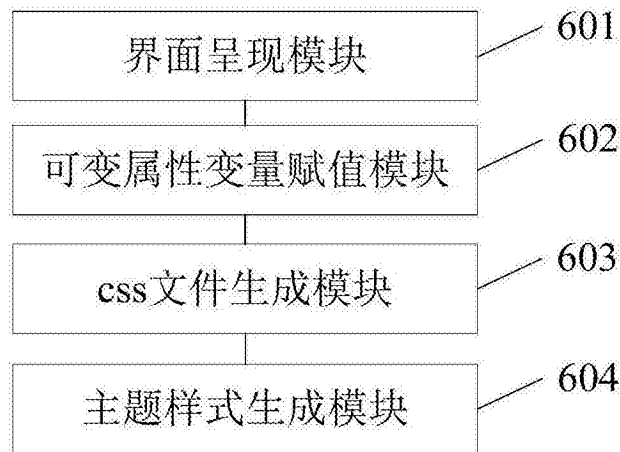 界面呈现模块 601
可变属性变量赋值模块 602
css文件生成模块 603
主题样式生成模块 604